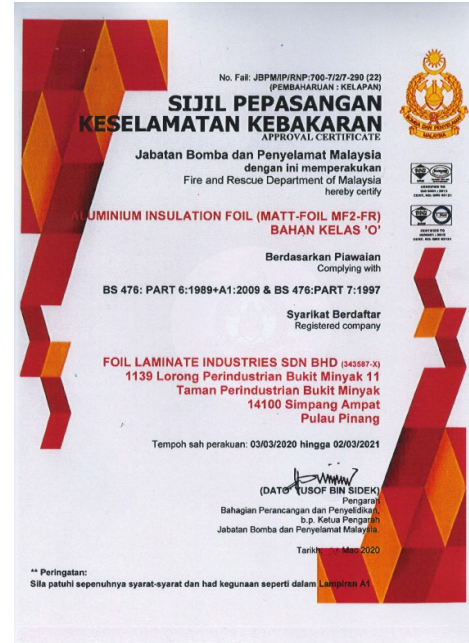 No. Fail: JBPM/IP/RNP:700-7/2/7-290 (22)
(PEMBAHARUAN : KELAPAN)
SIJIL PEPASANGAN
KESELAMATAN KEBAKARAN
APPROVAL CERTIFICATE
Jabatan Bomba dan Penyelamat Malaysia
dengan ini memperakukan
Fire and Rescue Department of Malaysia
hereby certify
ALUMINIUM INSULATION FOIL (MATT-FOIL MF2-FR)
BAHAN KELAS 'O'
Berdasarkan Piawaian
Complying with
BS 476: PART 6:1989+A1:2009 & BS 476:PART 7:1997
Syarikat Berdaftar
Registered company
FOIL LAMINATE INDUSTRIES SDN BHD (343587-X)
1139 Lorong Perindustrian Bukit Minyak 11
Taman Perindustrian Bukit Minyak
14100 Simpang Ampat
Pulau Pinang
Tempoh sah perakuan: 03/03/2020 hingga 02/03/2021
(DATO' YUSOF BIN SIDEK)
Pengarah
Bahagian Perancangan dan Penyelidikan,
b.p. Ketua Pengarah
Jabatan Bomba dan Penyelamat Malaysia.
Tarikh: Mac 2020
** Peringatan:
Sila patuhi sepenuhnya syarat-syarat dan had kegunaan seperti dalam Lampiran A1